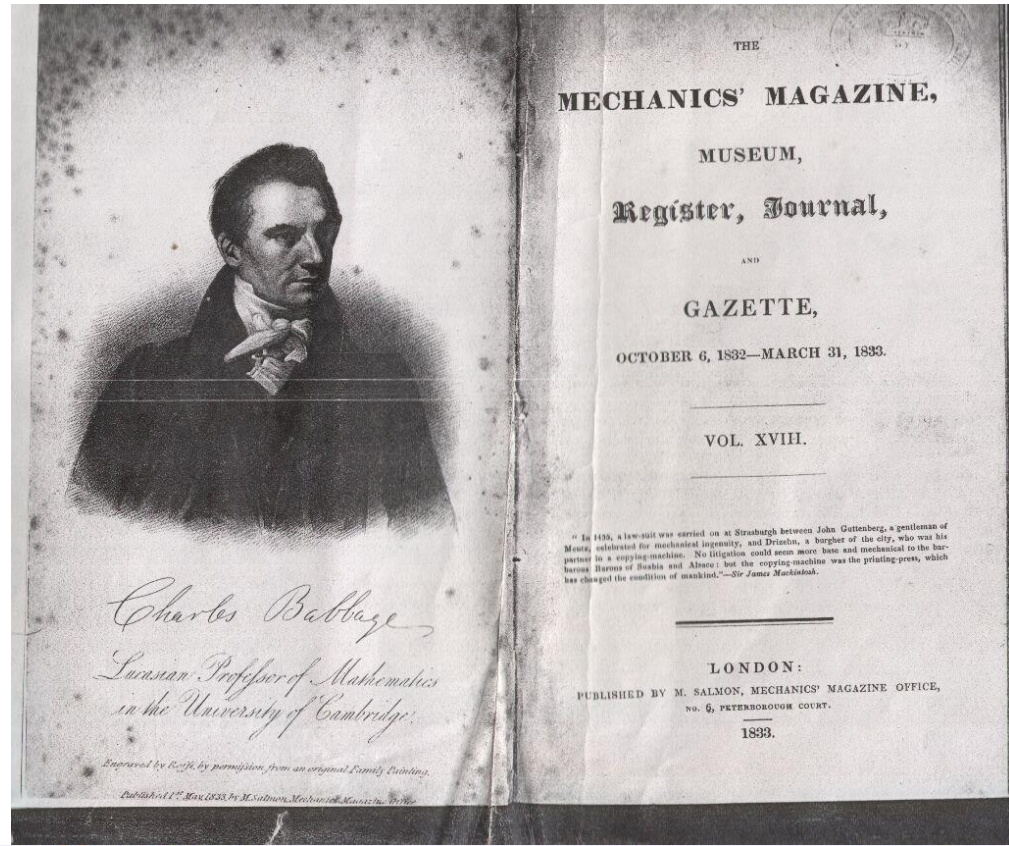 Charles Babbage
Lucasian Professor of Mathematics
in the University of Cambridge.
Engraved by by permission from an original Family Painting.
Published 1st May, 1833, by M. Salmon, Mechanics Magazine Office
THE
MECHANICS' MAGAZINE,
MUSEUM,
Register, Journal,
AND
GAZETTE,
OCTOBER 6, 1832—MARCH 31, 1833.
VOL. XVIII.
" In 1435, a law-suit was carried on at Strasburgh between John Guttenberg, a gentleman of
Mentz, celebrated for mechanical ingenuity, and Drizehn, a burgher of the city, who was his
partner in a copying-machine. No litigation could seem more base and mechanical to the bar-
barous Barons of Suabia and Alsace; but the copying-machine was the printing-press, which
has changed the condition of mankind."—Sir James Mackintosh.
LONDON:
PUBLISHED BY M. SALMON, MECHANICS' MAGAZINE OFFICE,
NO. 6, PETERBOROUGH COURT.
1833.